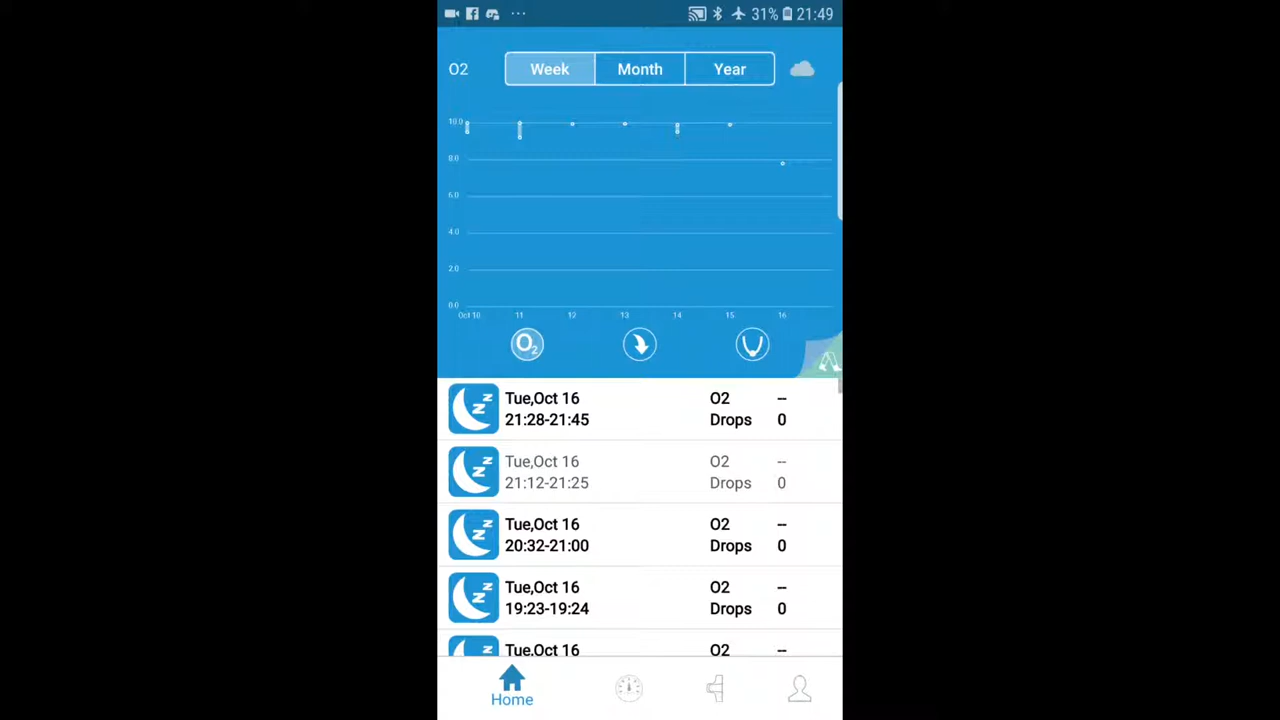 31% 21:49
O2 Week Month Year
10.0
8.0
6.0
4.0
2.0
0.0
Oct 10 11 12 13 14 15 16
O2
Tue,Oct 16 O2 --
21:28-21:45 Drops 0
Tue,Oct 16 O2 --
21:12-21:25 Drops 0
Tue,Oct 16 O2 --
20:32-21:00 Drops 0
Tue,Oct 16 O2 --
19:23-19:24 Drops 0
Tue,Oct 16 O2 --
Home